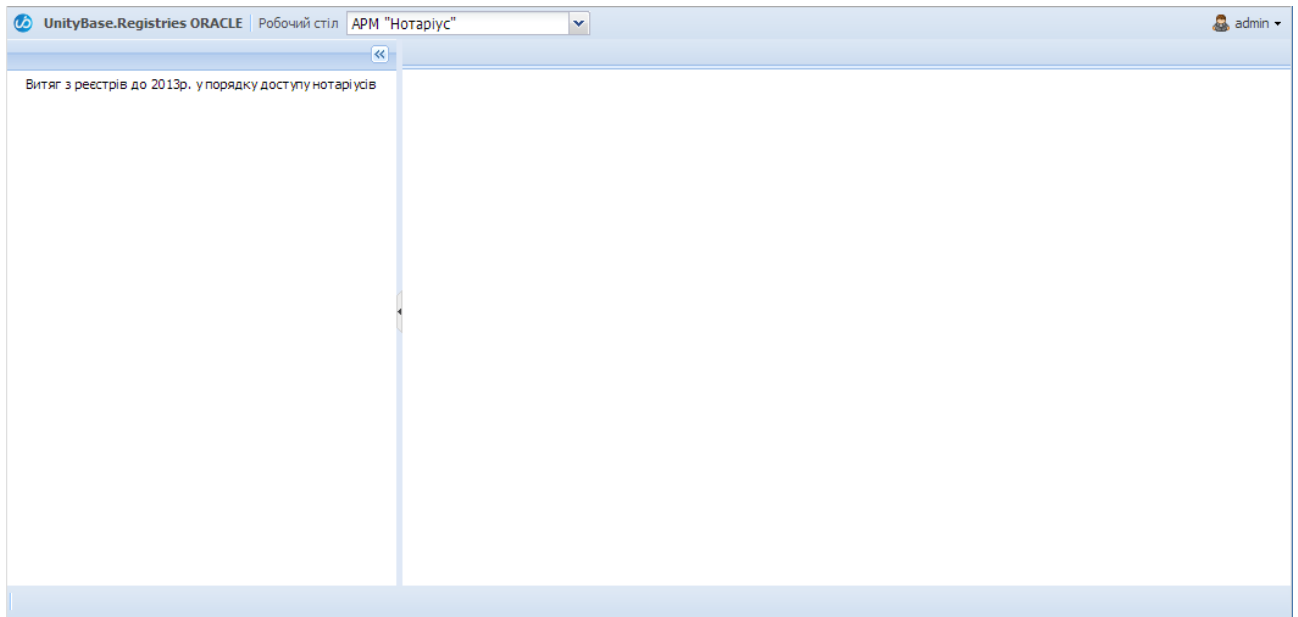 UnityBase.Registries ORACLE Робочий стіл АРМ "Нотаріус" admin
Витяг з реєстрів до 2013р. у порядку доступу нотаріусів